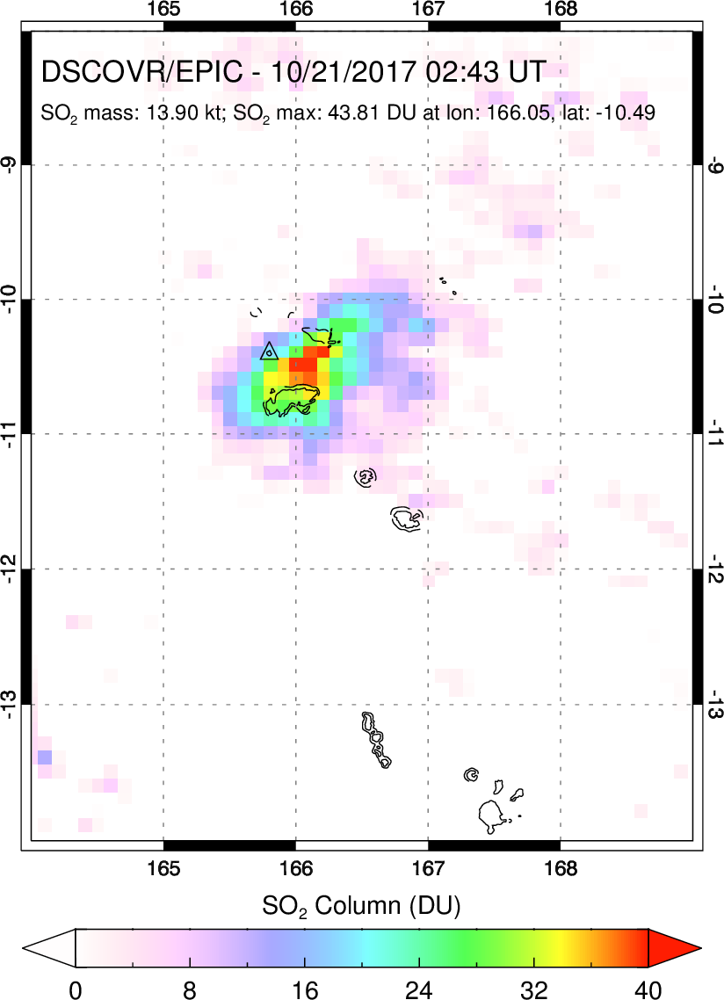 165 166 167 168
DSCOVR/EPIC - 10/21/2017 02:43 UT
SO₂ mass: 13.90 kt; SO₂ max: 43.81 DU at lon: 166.05, lat: -10.49
-9 -9
-10 -10
-11 -11
-12 -12
-13 -13
165 166 167 168
SO₂ Column (DU)
0 8 16 24 32 40